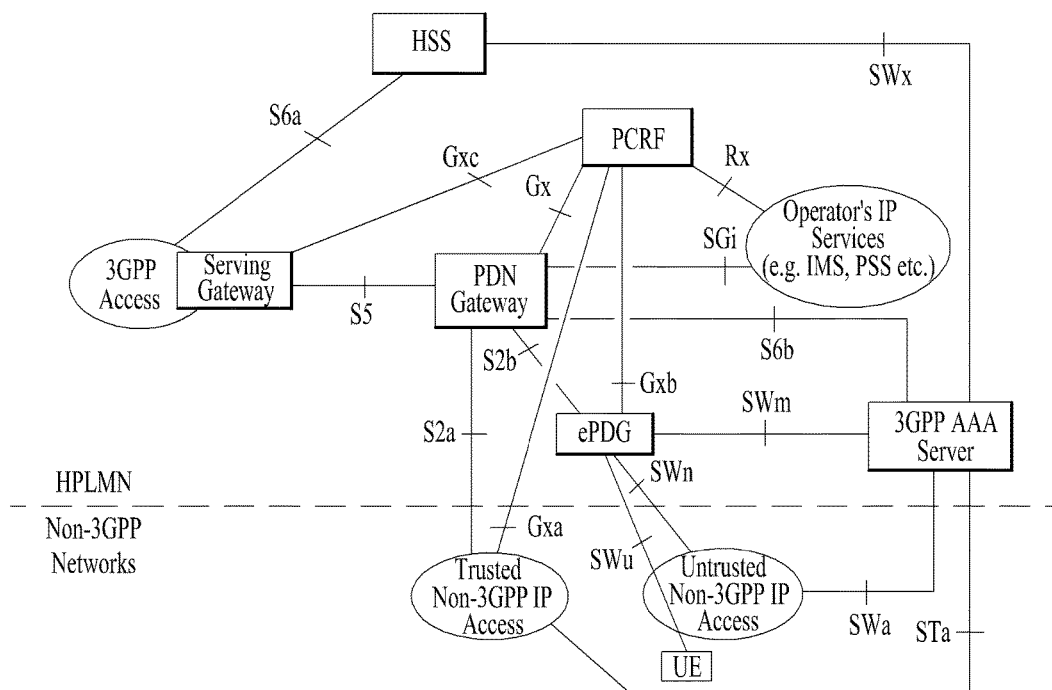 HSS
SWx
S6a
PCRF
Gxc
Rx
Gx
Operator's IP
Services
(e.g. IMS, PSS etc.)
SGi
3GPP
Access
Serving
Gateway
PDN
Gateway
S5
S6b
S2b
Gxb
SWm
3GPP AAA
Server
S2a
ePDG
SWn
HPLMN
Non-3GPP
Networks
Gxa
SWu
Trusted
Non-3GPP IP
Access
Untrusted
Non-3GPP IP
Access
SWa
STa
UE